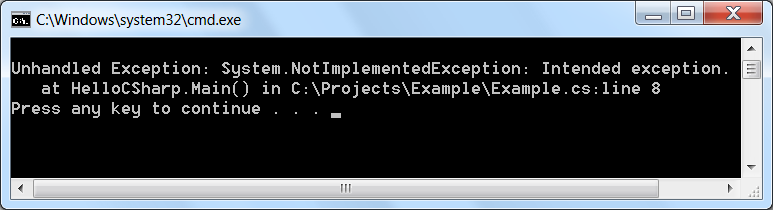 C:\Windows\system32\cmd.exe
Unhandled Exception: System.NotImplementedException: Intended exception.
at HelloCSharp.Main() in C:\Projects\Example\Example.cs:line 8
Press any key to continue . . .